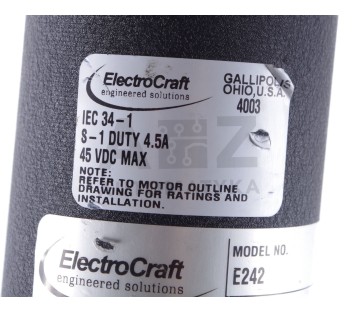 ElectroCraft
engineered solutions
GALLIPOLIS
OHIO, U.S.A.
4003
IEC 34-1
S-1 DUTY 4.5A
45 VDC MAX
NOTE:
REFER TO MOTOR OUTLINE
DRAWING FOR RATINGS AND
INSTALLATION.
ElectroCraft
engineered solutions
MODEL NO.
E242